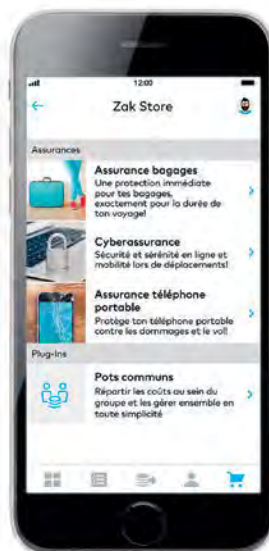 12:00
Zak Store
Assurances
Assurance bagages
Une protection immédiate
pour tes bagages,
exactement pour la durée de
ton voyage!
Cyberassurance
Sécurité et sérénité en ligne et
mobilité lors de déplacements!
Assurance téléphone
portable
Protège ton téléphone portable
contre les dommages et le vol!
Plug-Ins
Pots communs
Répartir les coûts au sein du
groupe et les gérer ensemble en
toute simplicité